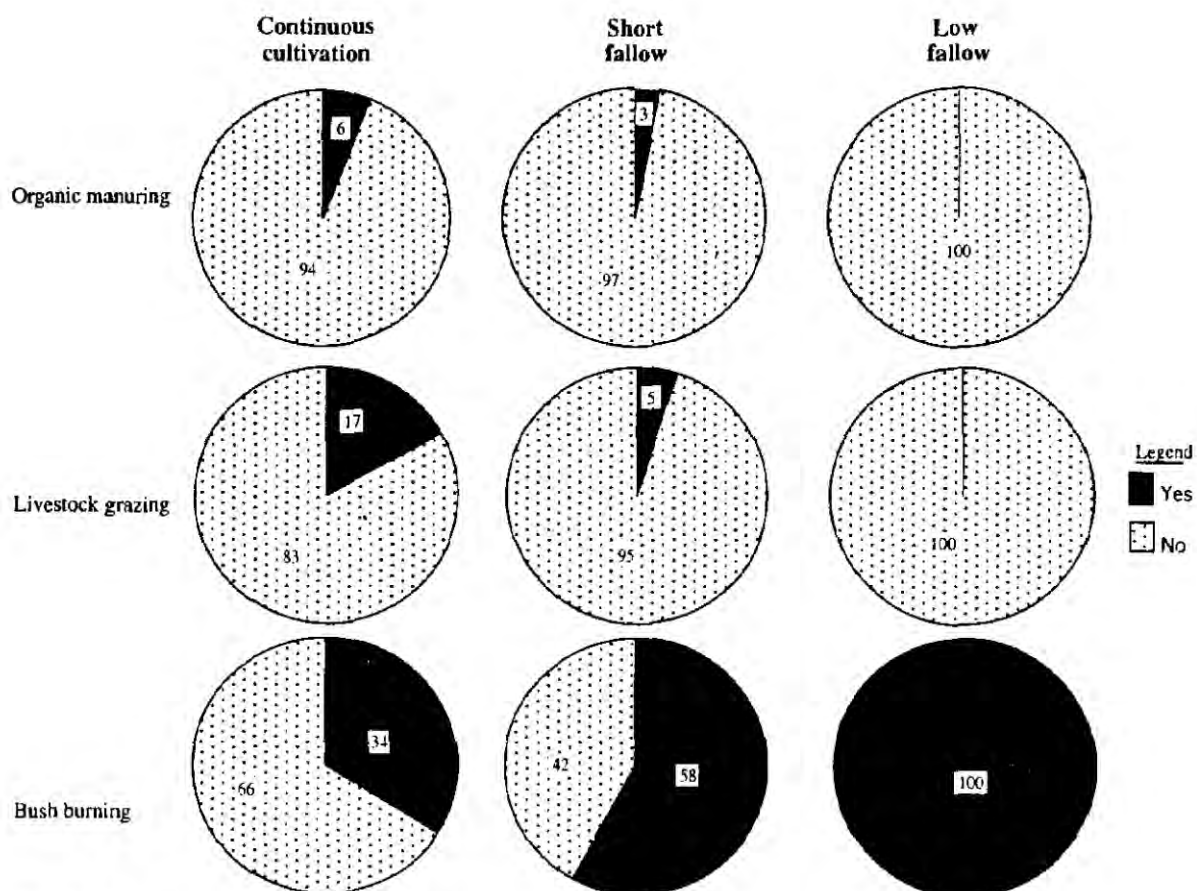 Continuous
cultivation
Short
fallow
Low
fallow
Organic manuring
6
94
3
97
100
Livestock grazing
17
83
5
95
100
Legend
Yes
No
Bush burning
34
66
58
42
100